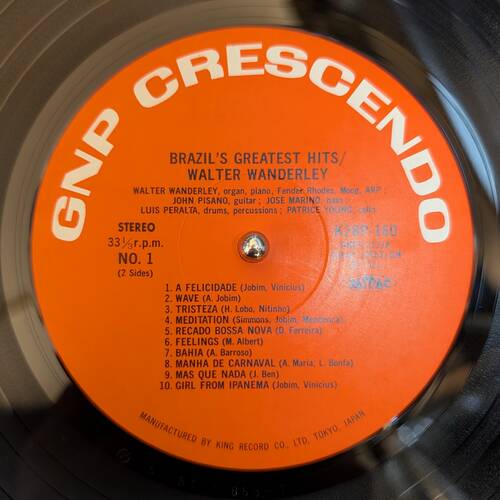 GNP CRESCENDO
BRAZIL'S GREATEST HITS/
WALTER WANDERLEY
WALTER WANDERLEY, organ, piano, Fender Rhodes, Moog, ARP ;
JOHN PISANO, guitar ; JOSE MARINO, bass ;
LUIS PERALTA, drums, percussions ; PATRICE YOUNG, cello
STEREO
33⅓ r.p.m.
NO. 1
(2 Sides)
1. A FELICIDADE (Jobim, Vinicius)
2. WAVE (A. Jobim)
3. TRISTEZA (H. Lobo, Nitinho)
4. MEDITATION (Simmons, Jobim, Mendonca)
5. RECADO BOSSA NOVA (D. Ferreira)
6. FEELINGS (M. Albert)
7. BAHIA (A. Barroso)
8. MANHA DE CARNAVAL (A. Maria, L. Bonfa)
9. MAS QUE NADA (J. Ben)
10. GIRL FROM IPANEMA (Jobim, Vinicius)
MANUFACTURED BY KING RECORD CO., LTD, TOKYO, JAPAN